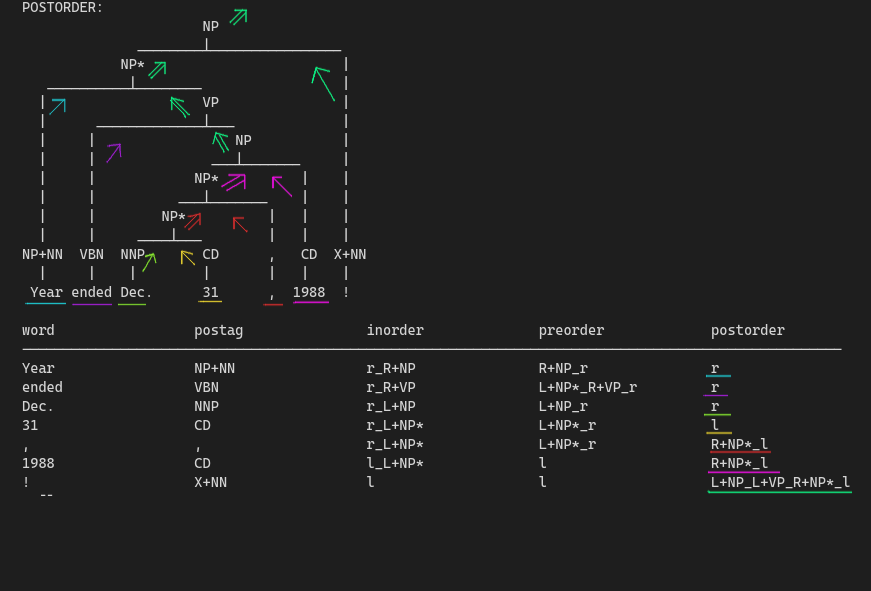 POSTORDER:
NP
NP*
VP
NP
NP*
NP*
NP+NN VBN NNP CD , CD X+NN
Year ended Dec. 31 , 1988 !
word postag inorder preorder postorder
Year NP+NN r_R+NP R+NP_r r
ended VBN r_R+VP L+NP*_R+VP_r r
Dec. NNP r_L+NP L+NP_r r
31 CD r_L+NP* L+NP*_r l
, , r_L+NP* L+NP*_r R+NP*_l
1988 CD l_L+NP* l R+NP*_l
! X+NN l l L+NP_L+VP_R+NP*_l
--